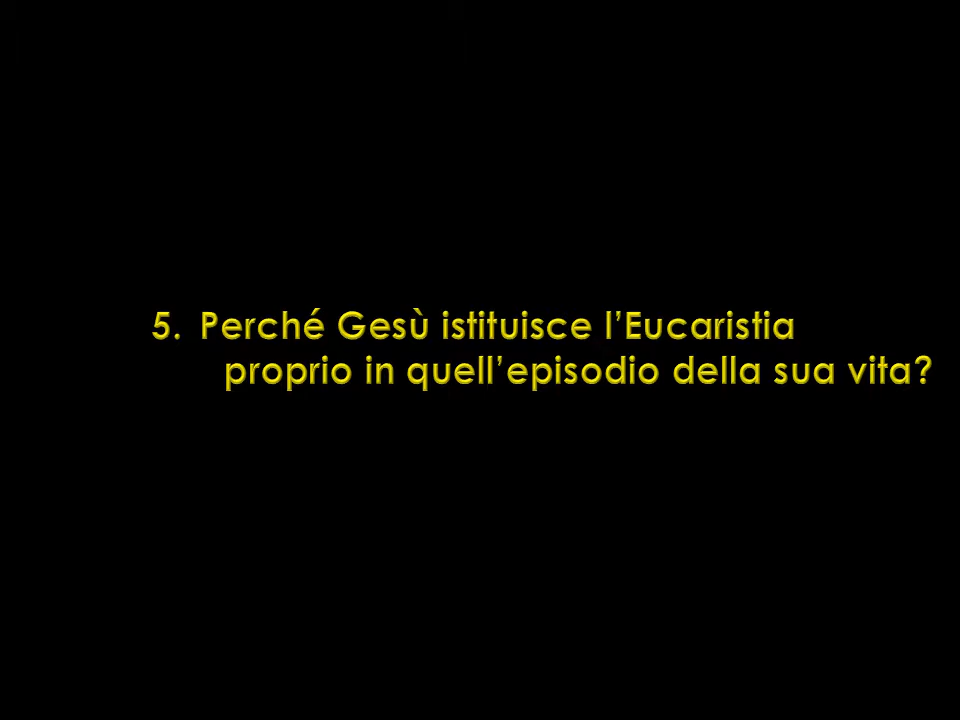 5. Perché Gesù istituisce l’Eucaristia
proprio in quell’episodio della sua vita?